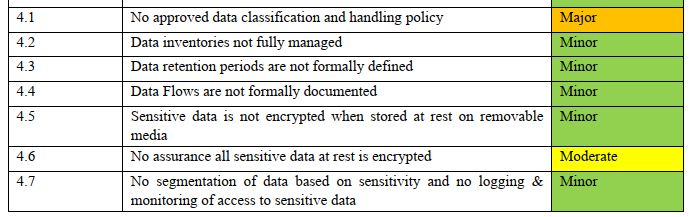 4.1 No approved data classification and handling policy Major
4.2 Data inventories not fully managed Minor
4.3 Data retention periods are not formally defined Minor
4.4 Data Flows are not formally documented Minor
4.5 Sensitive data is not encrypted when stored at rest on removable Minor
media
4.6 No assurance all sensitive data at rest is encrypted Moderate
4.7 No segmentation of data based on sensitivity and no logging & Minor
monitoring of access to sensitive data